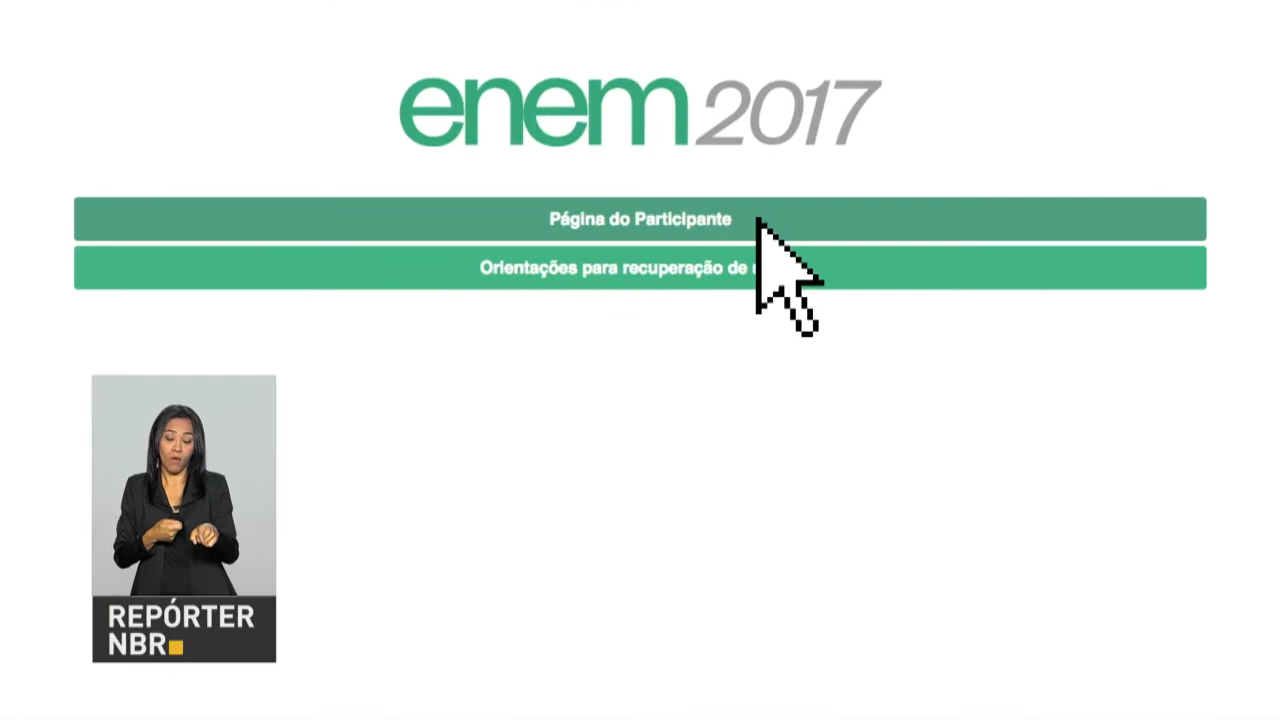 enem2017
Página do Participante
Orientações para recuperação de
REPÓRTER
NBR